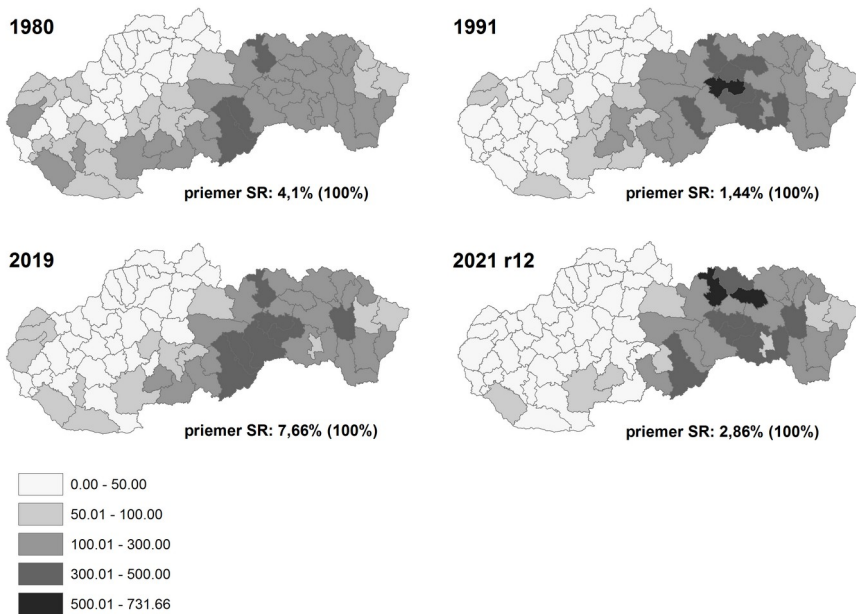 1980
1991
priemer SR: 4,1% (100%)
priemer SR: 1,44% (100%)
2019
2021 r12
priemer SR: 7,66% (100%)
priemer SR: 2,86% (100%)
0.00 - 50.00
50.01 - 100.00
100.01 - 300.00
300.01 - 500.00
500.01 - 731.66